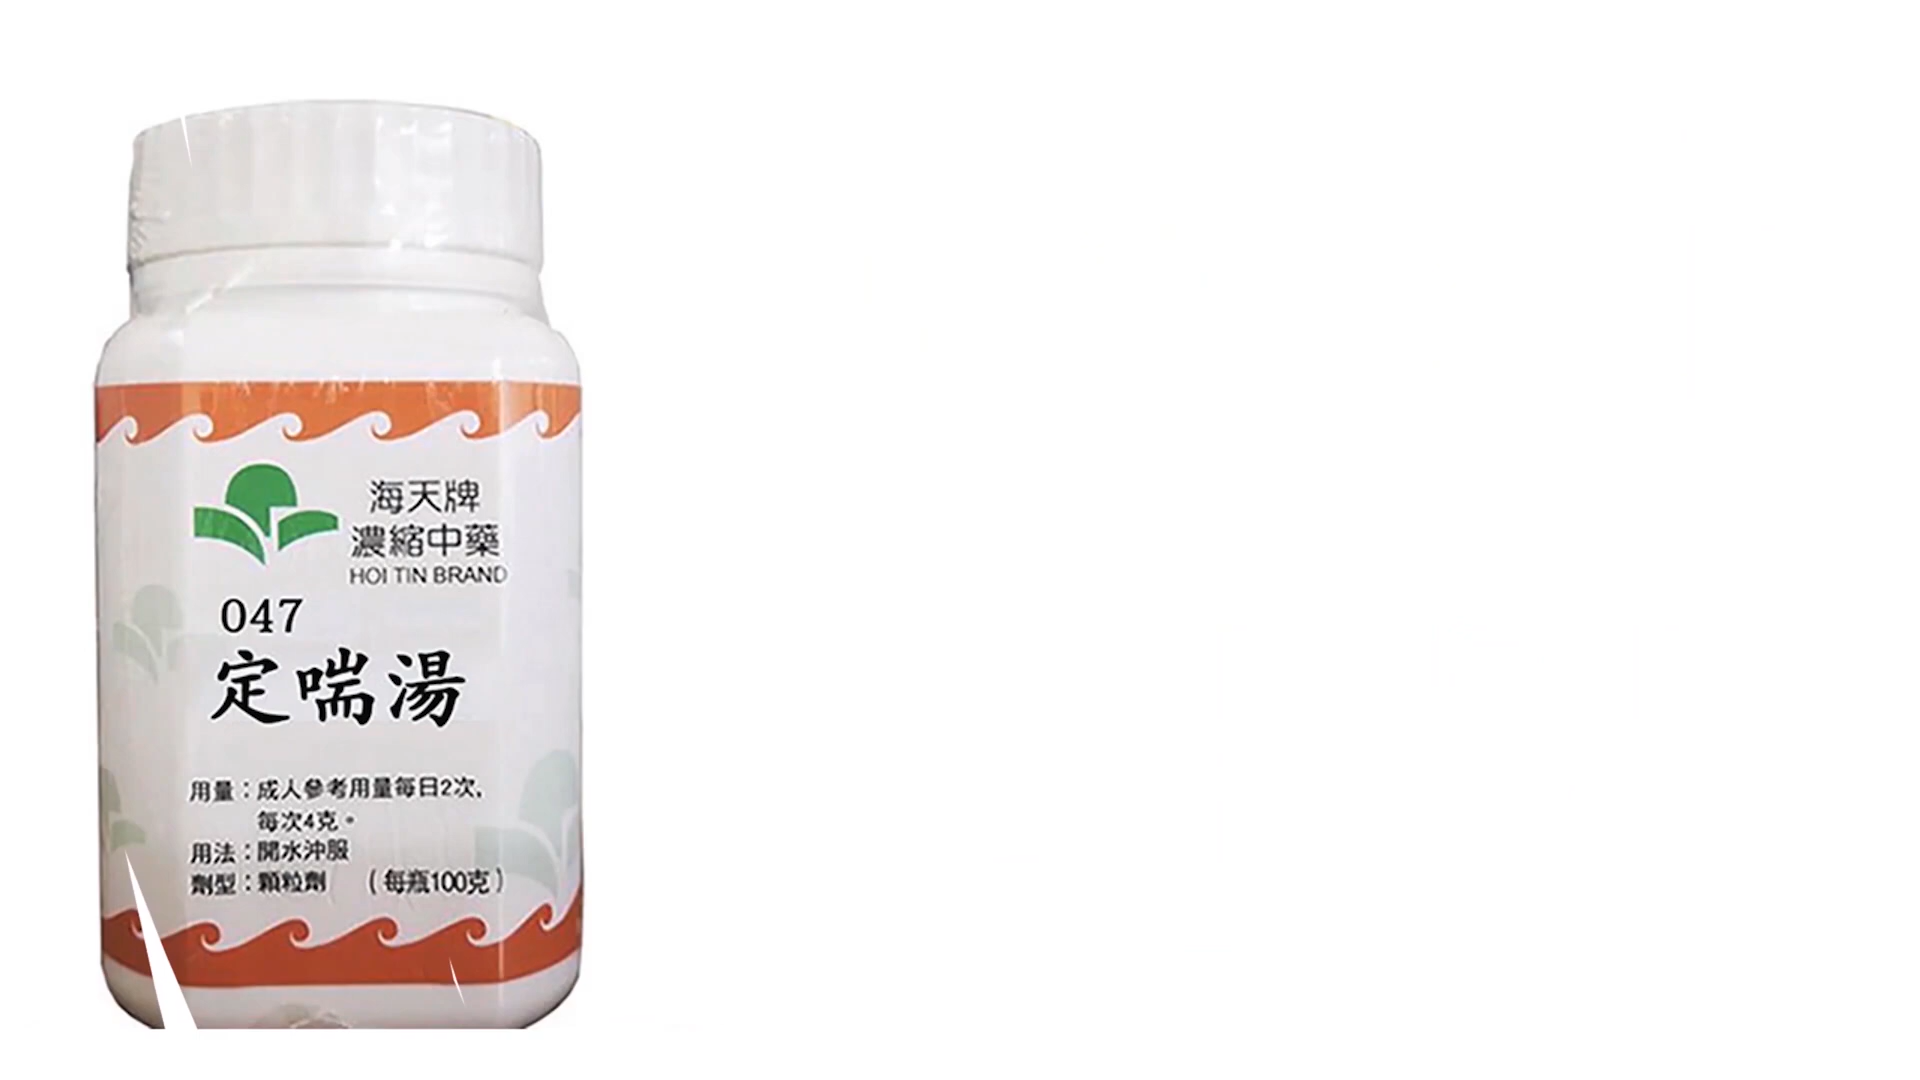 海天牌
濃縮中藥
HOI TIN BRAND
047
定喘湯
用量：成人參考用量每日2次,
每次4克。
用法：開水沖服
劑型：顆粒劑 （每瓶100克）